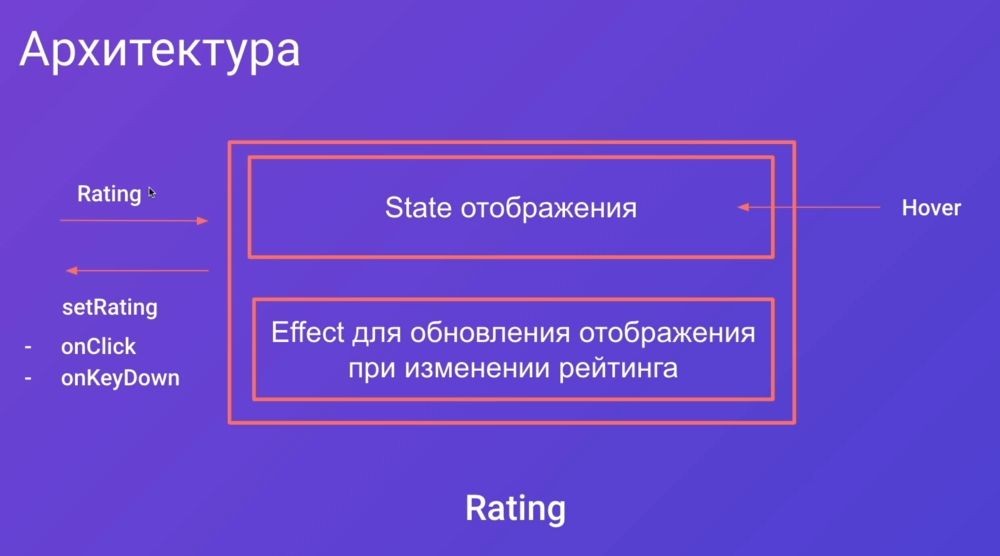 Архитектура
Rating
State отображения
Hover
setRating
- onClick
- onKeyDown
Effect для обновления отображения
при изменении рейтинга
Rating